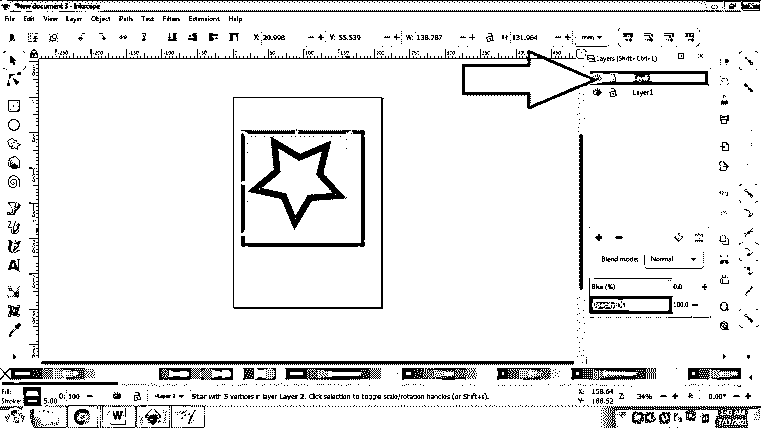 *New document 3 - Inkscape
File Edit View Layer Object Path Text Filters Extensions Help
X: 20.998 Y: 55.539 W: 138.787 H: 131.964 mm
Layers (Shift+Ctrl+L)
Layer1
Blend mode: Normal
Blur (%) 0.0
100.0
Fill:
Stroke: 5.00 O: 100 Star with 5 vertices in layer Layer 2. Click selection to toggle scale/rotation handles (or Shift+s). X: 158.64 Y: 188.52 Z: 34% R: 0.00°